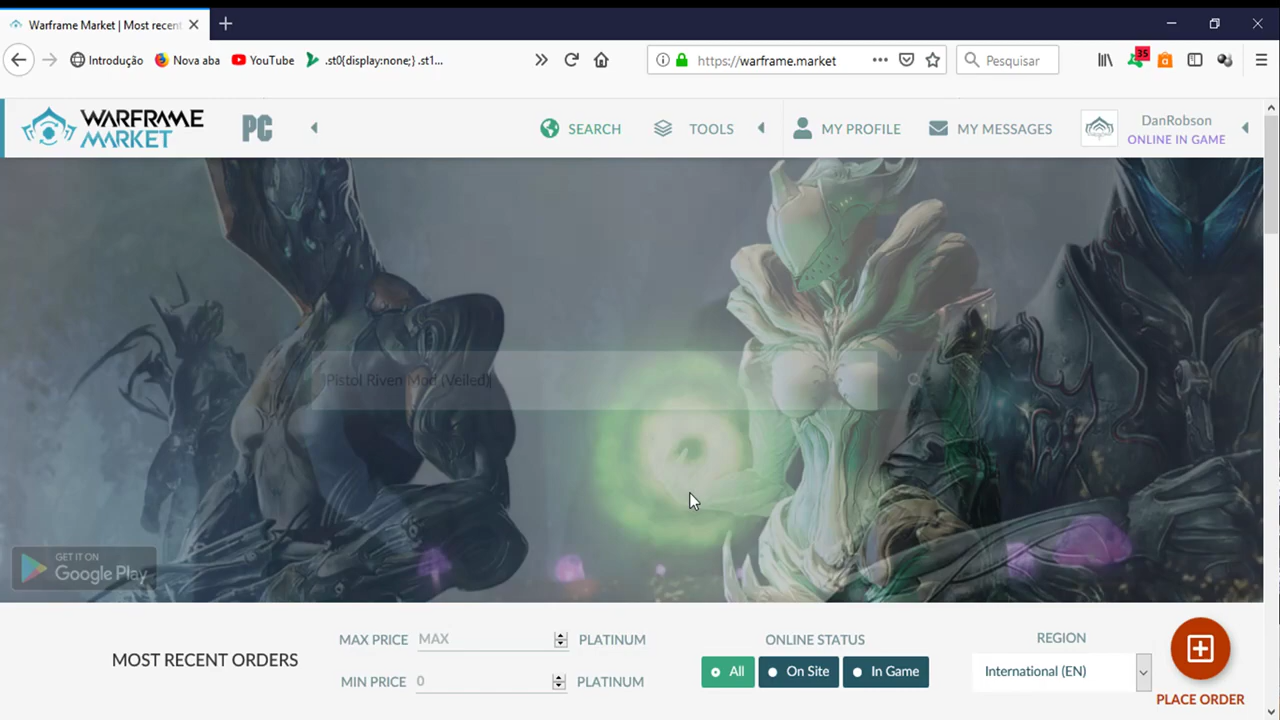 Warframe Market | Most recent
Introdução
Nova aba
YouTube
.st0{display:none;} .st1...
https://warframe.market
Pesquisar
35
WARFRAME
MARKET
PC
SEARCH
TOOLS
MY PROFILE
MY MESSAGES
DanRobson
ONLINE IN GAME
Pistol Riven Mod (Veiled)
GET IT ON
Google Play
MOST RECENT ORDERS
MAX PRICE
MAX
PLATINUM
MIN PRICE
0
PLATINUM
ONLINE STATUS
All
On Site
In Game
REGION
International (EN)
PLACE ORDER